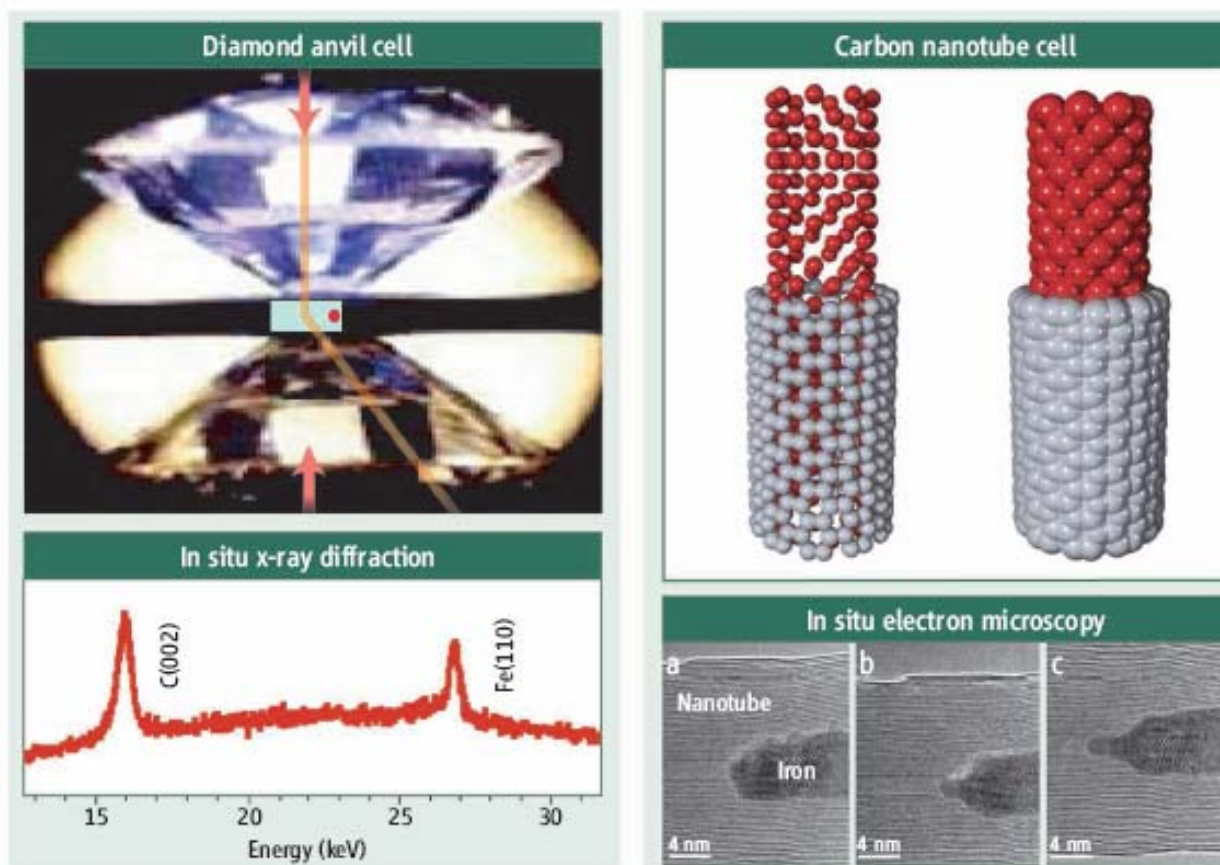 Diamond anvil cell
In situ x-ray diffraction
C(002)
Fe(110)
15 20 25 30
Energy (keV)
Carbon nanotube cell
In situ electron microscopy
a
Nanotube
Iron
4 nm
b
4 nm
c
4 nm